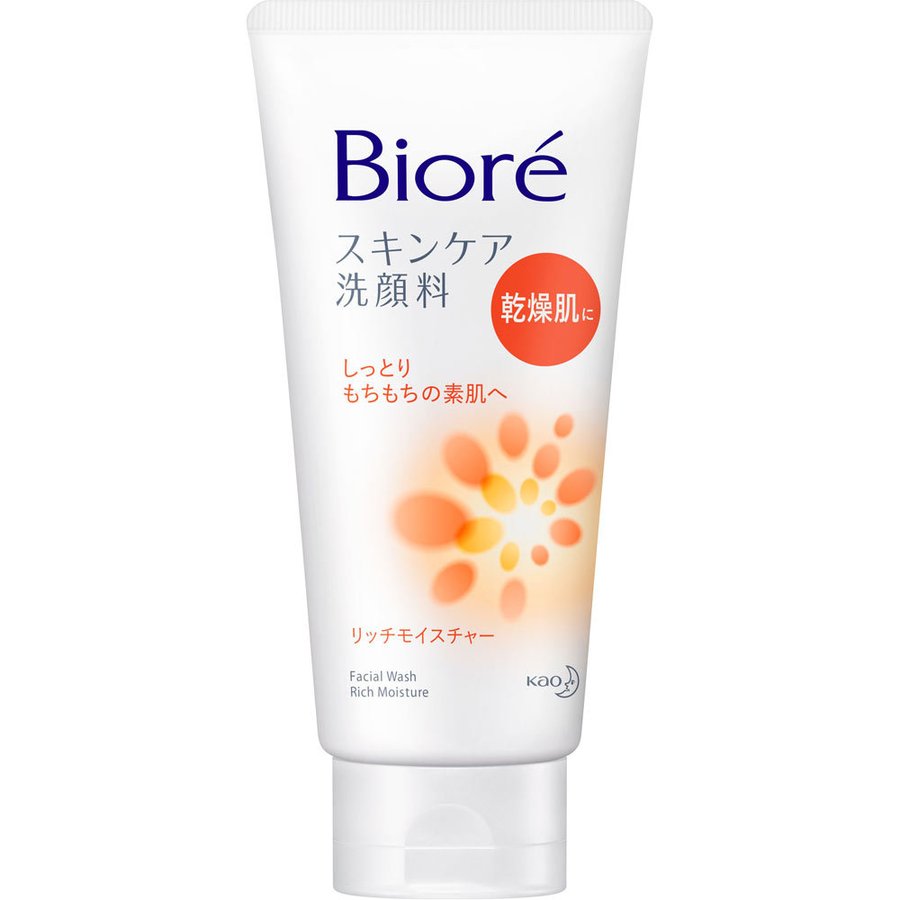 Bioré
スキンケア
洗顔料
乾燥肌に
しっとり
もちもちの素肌へ
リッチモイスチャー
Facial Wash
Rich Moisture
Kao